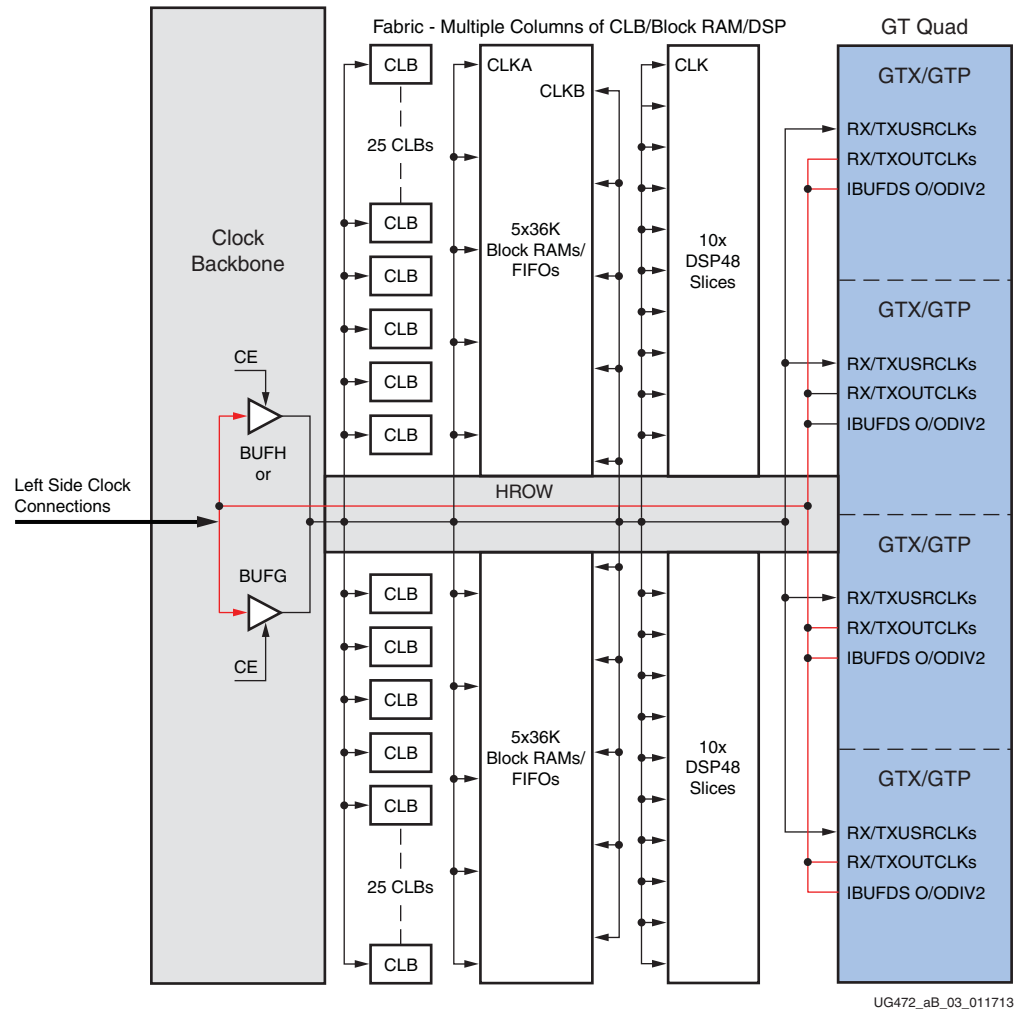 Fabric - Multiple Columns of CLB/Block RAM/DSP
GT Quad
Clock
Backbone
CE
BUFH
or
BUFG
CE
Left Side Clock
Connections
CLB
25 CLBs
CLB
CLB
CLB
CLB
CLB
CLKA
CLKB
5x36K
Block RAMs/
FIFOs
CLK
10x
DSP48
Slices
HROW
CLB
CLB
CLB
CLB
CLB
25 CLBs
CLB
5x36K
Block RAMs/
FIFOs
10x
DSP48
Slices
GTX/GTP
RX/TXUSRCLKs
RX/TXOUTCLKs
IBUFDS O/ODIV2
GTX/GTP
RX/TXUSRCLKs
RX/TXOUTCLKs
IBUFDS O/ODIV2
GTX/GTP
RX/TXUSRCLKs
RX/TXOUTCLKs
IBUFDS O/ODIV2
GTX/GTP
RX/TXUSRCLKs
RX/TXOUTCLKs
IBUFDS O/ODIV2
UG472_aB_03_011713